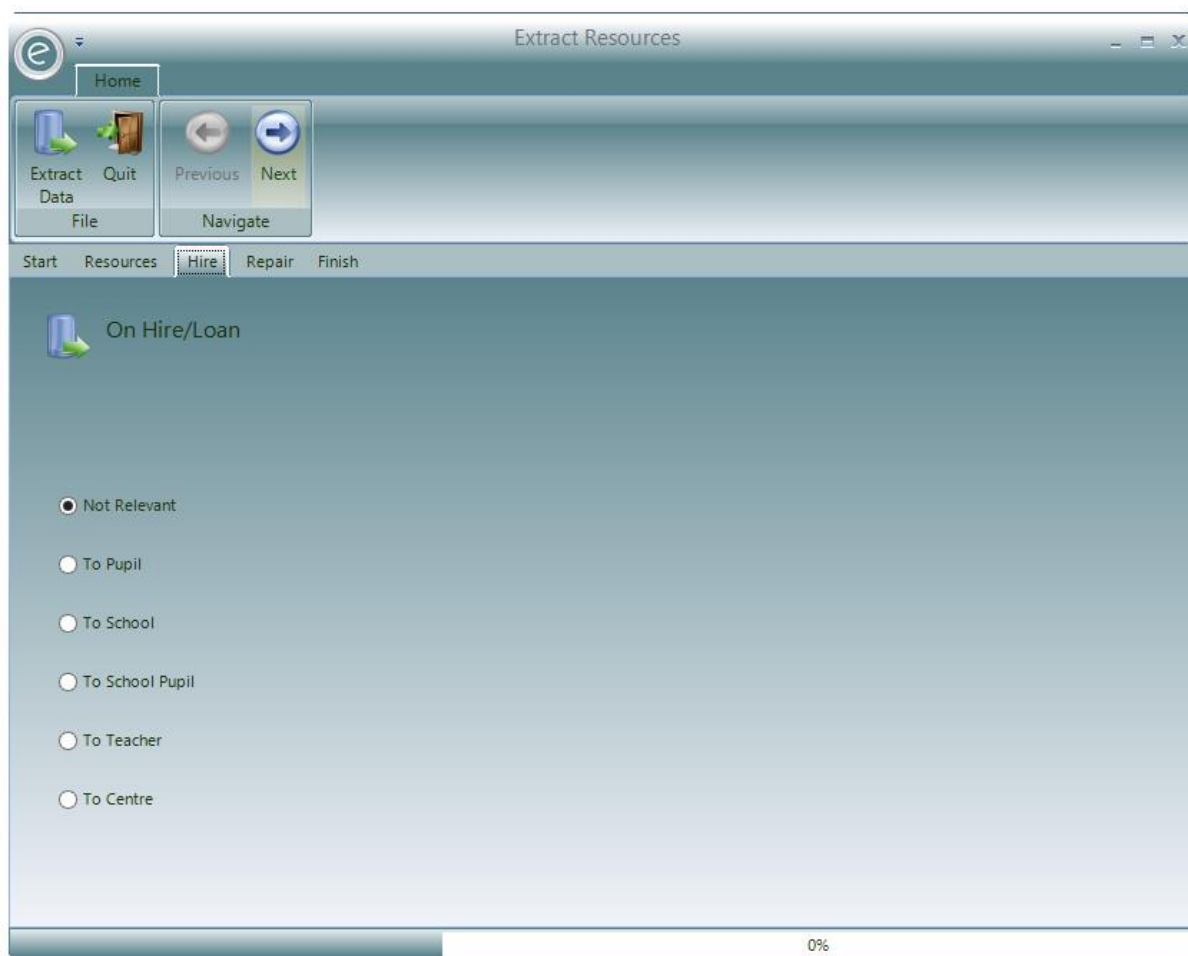 Extract Resources
Home
Extract Data
Quit
Previous
Next
File
Navigate
Start Resources Hire Repair Finish
On Hire/Loan
Not Relevant
To Pupil
To School
To School Pupil
To Teacher
To Centre
0%